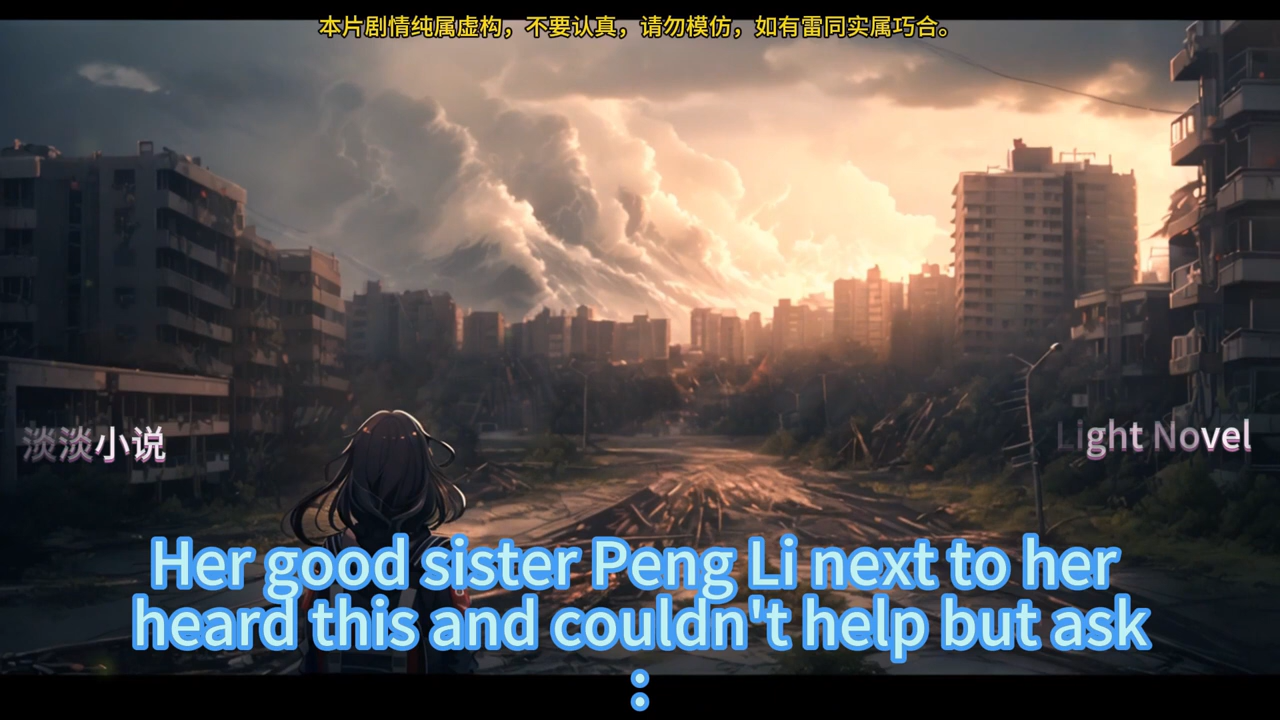 本片剧情纯属虚构，不要认真，请勿模仿，如有雷同实属巧合。
淡淡小说
Light Novel
Her good sister Peng Li next to her
heard this and couldn't help but ask
: